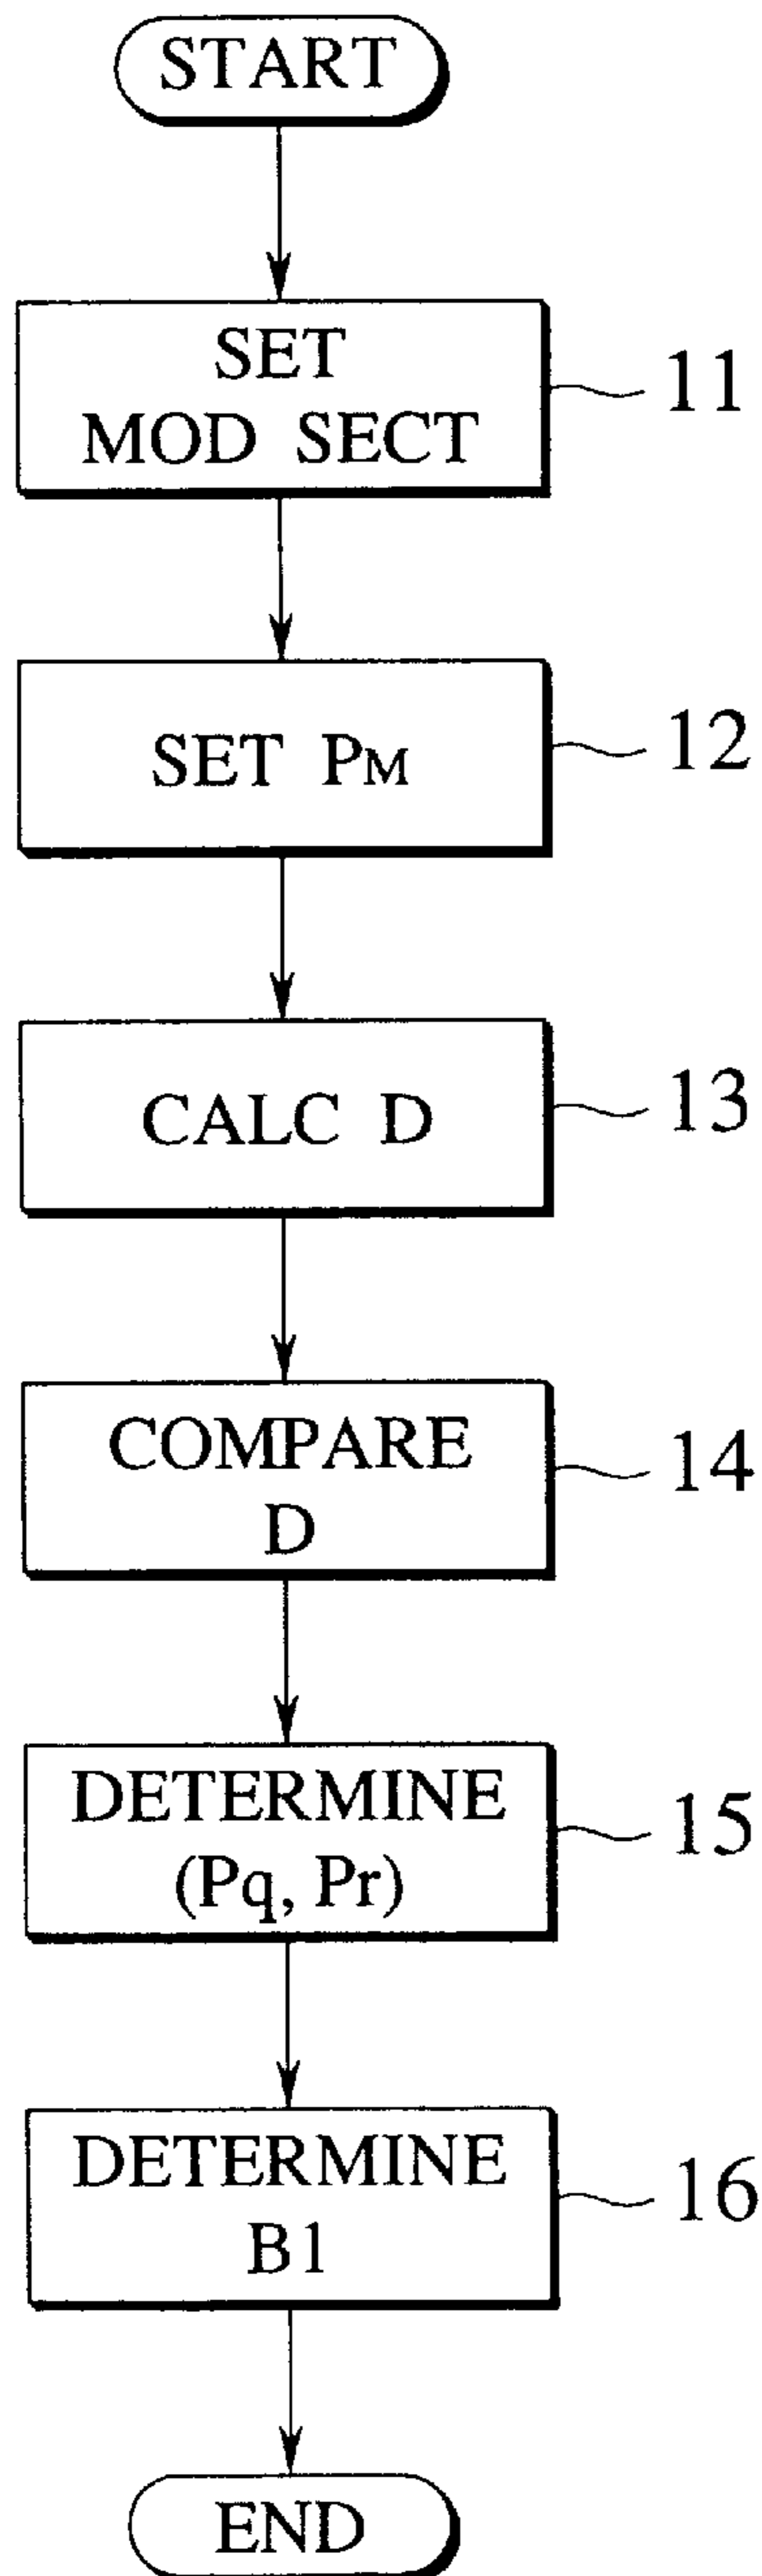 START
SET
MOD SECT
11
SET PM
12
CALC D
13
COMPARE
D
14
DETERMINE
(Pq, Pr)
15
DETERMINE
B1
16
END